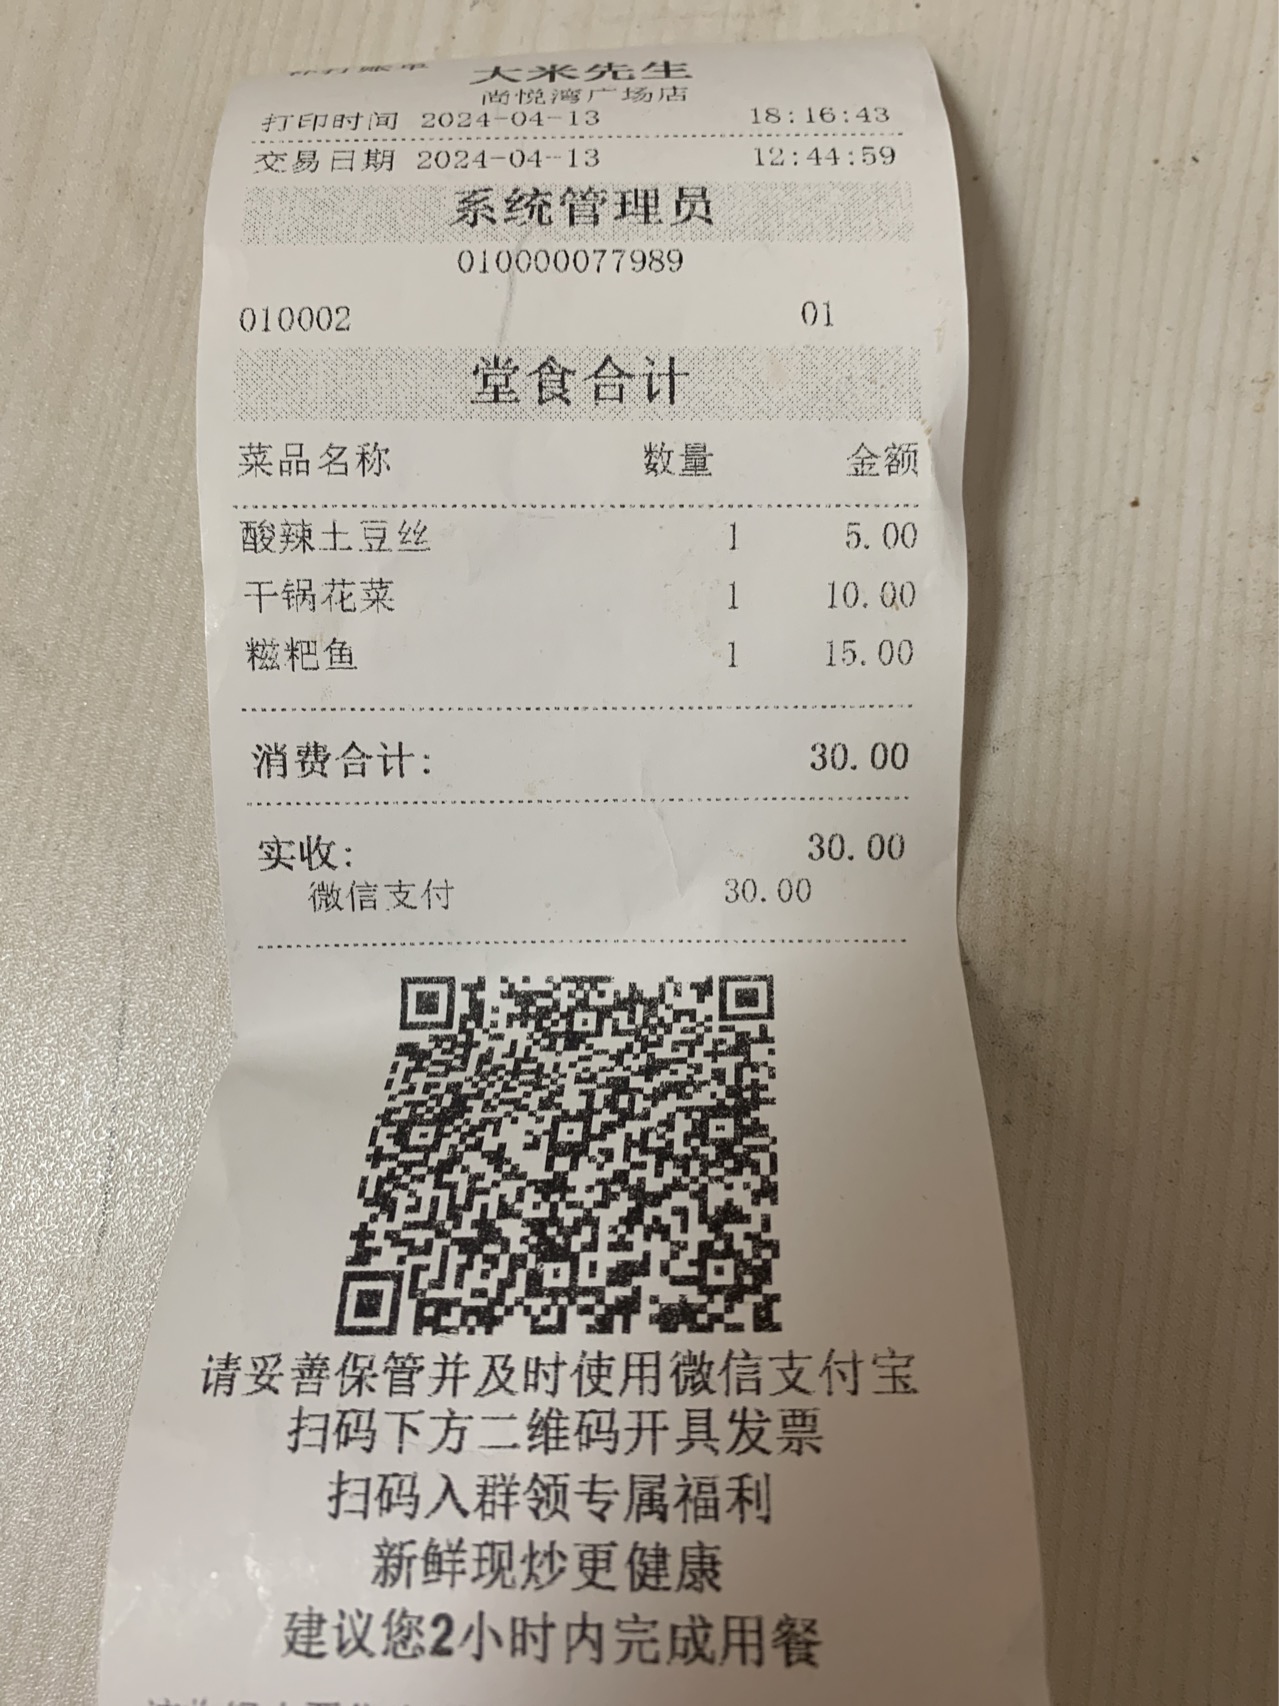 补打账单
大米先生
尚悦湾广场店
打印时间 2024-04-13 18:16:43
交易日期 2024-04-13 12:44:59
系统管理员
010000077989
010002 01
堂食合计
菜品名称 数量 金额
酸辣土豆丝 1 5.00
干锅花菜 1 10.00
糍粑鱼 1 15.00
消费合计: 30.00
实收: 30.00
微信支付 30.00
请妥善保管并及时使用微信支付宝
扫码下方二维码开具发票
扫码入群领专属福利
新鲜现炒更健康
建议您2小时内完成用餐